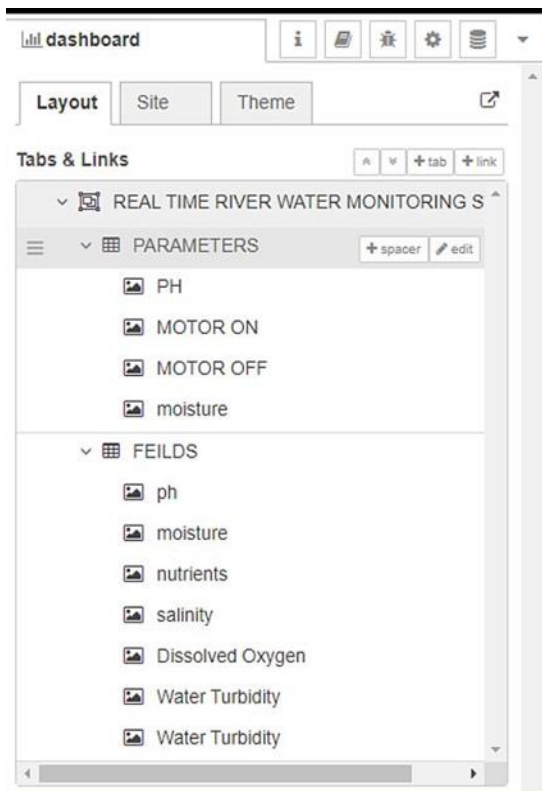 dashboard
i
Layout Site Theme
Tabs & Links
+ tab + link
REAL TIME RIVER WATER MONITORING S
PARAMETERS
+ spacer edit
PH
MOTOR ON
MOTOR OFF
moisture
FEILDS
ph
moisture
nutrients
salinity
Dissolved Oxygen
Water Turbidity
Water Turbidity